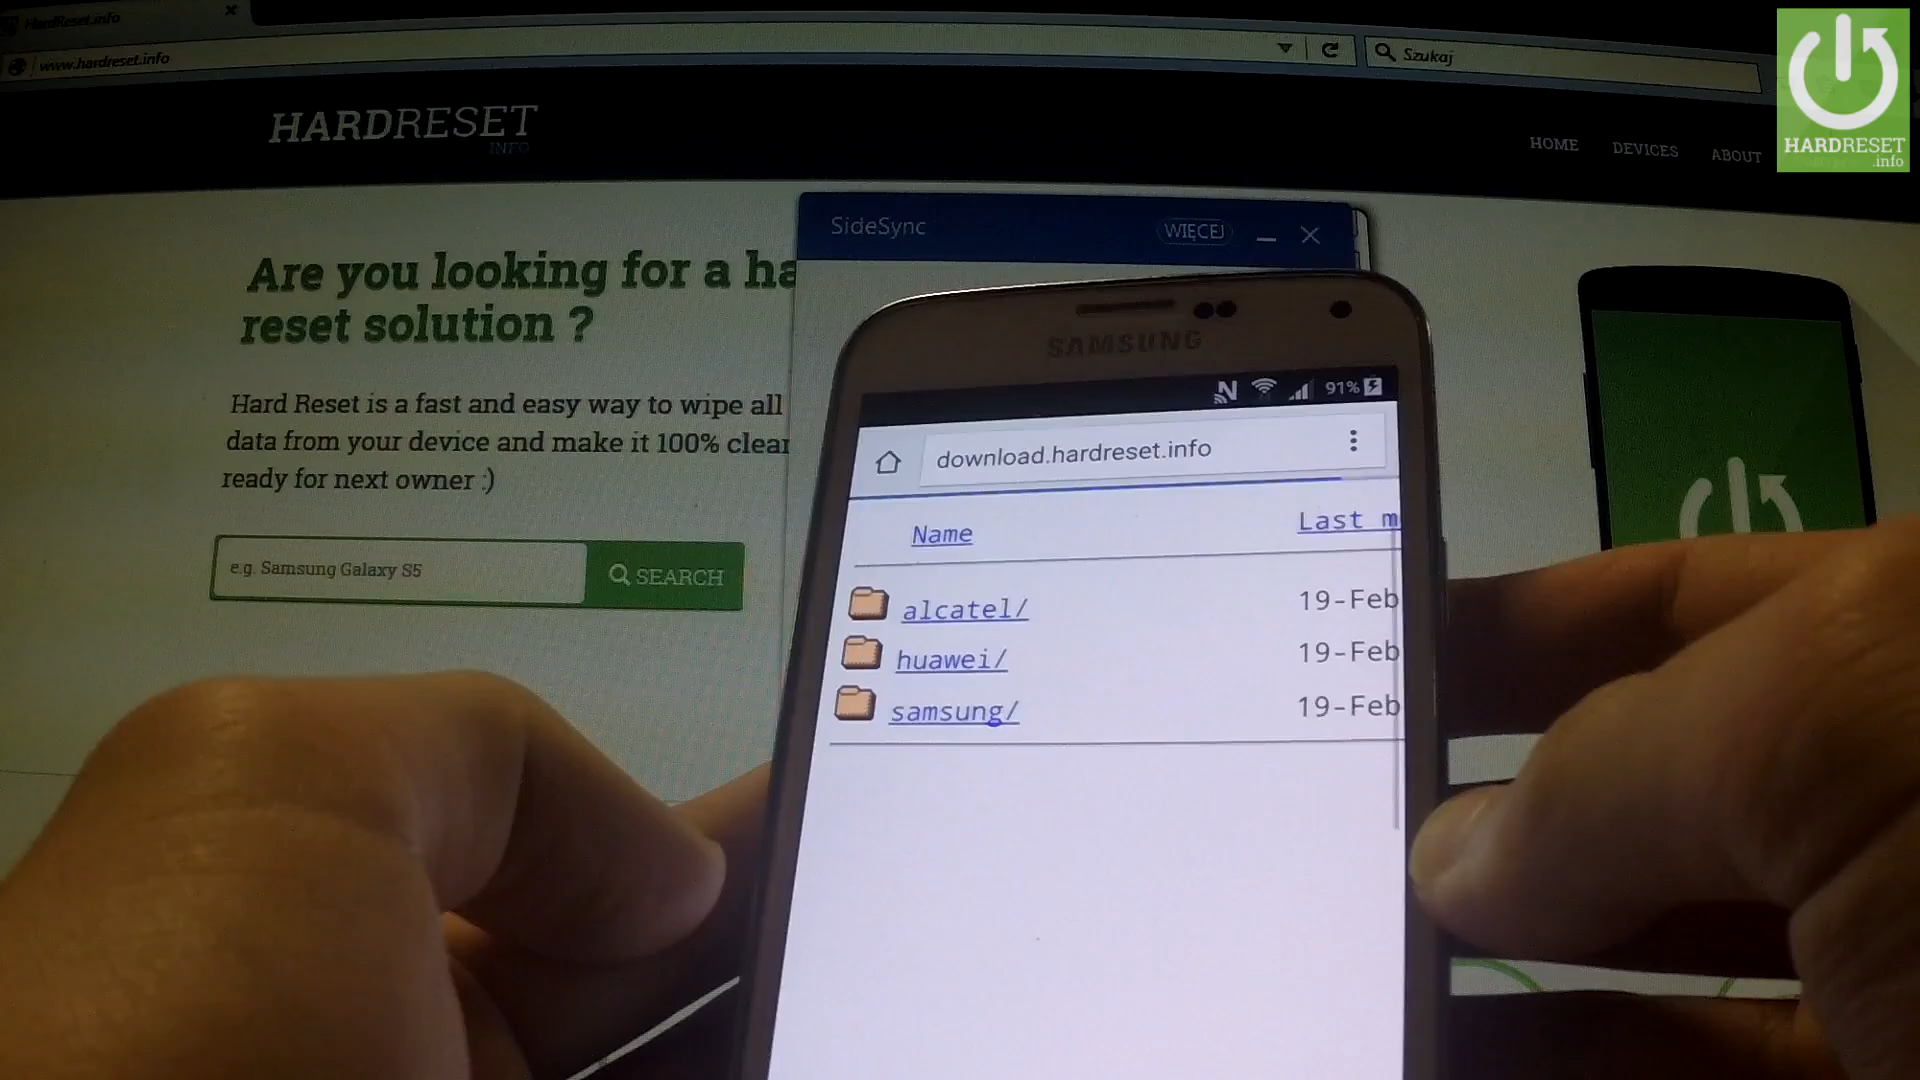 HardReset.info
www.hardreset.info
Szukaj
HARDRESET
INFO
HOME
DEVICES
ABOUT
HARDRESET
.info
Are you looking for a ha
reset solution ?
Hard Reset is a fast and easy way to wipe all
data from your device and make it 100% clean
ready for next owner :)
e.g. Samsung Galaxy S5
SEARCH
SideSync
WIĘCEJ
SAMSUNG
91%
download.hardreset.info
Name
Last m
alcatel/
19-Feb
huawei/
19-Feb
samsung/
19-Feb